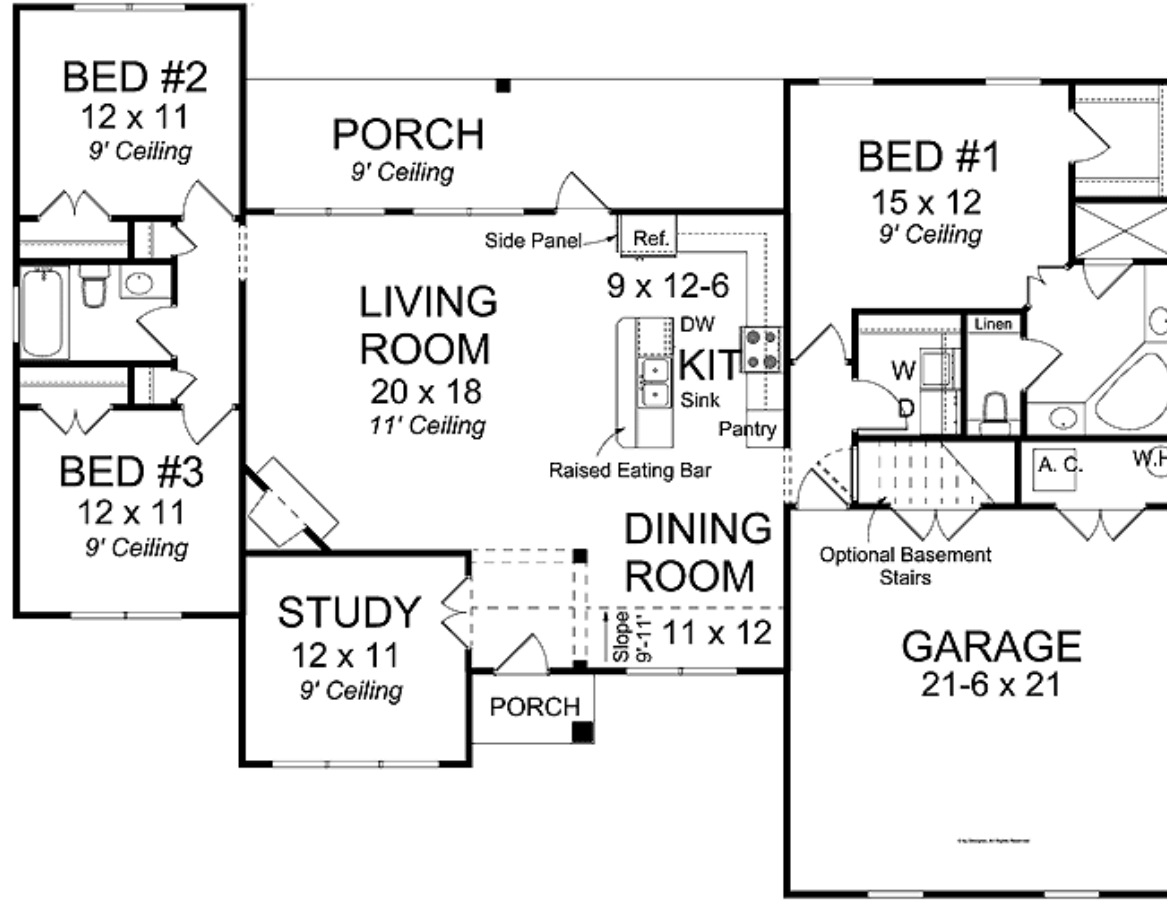 BED #2
12 x 11
9' Ceiling
PORCH
9' Ceiling
BED #1
15 x 12
9' Ceiling
Side Panel
Ref.
9 x 12-6
LIVING
ROOM
20 x 18
11' Ceiling
DW
KIT
Sink
Pantry
Raised Eating Bar
Linen
W
D
A. C.
W.H
BED #3
12 x 11
9' Ceiling
DINING
ROOM
11 x 12
Slope
9'-11'
Optional Basement
Stairs
STUDY
12 x 11
9' Ceiling
PORCH
GARAGE
21-6 x 21